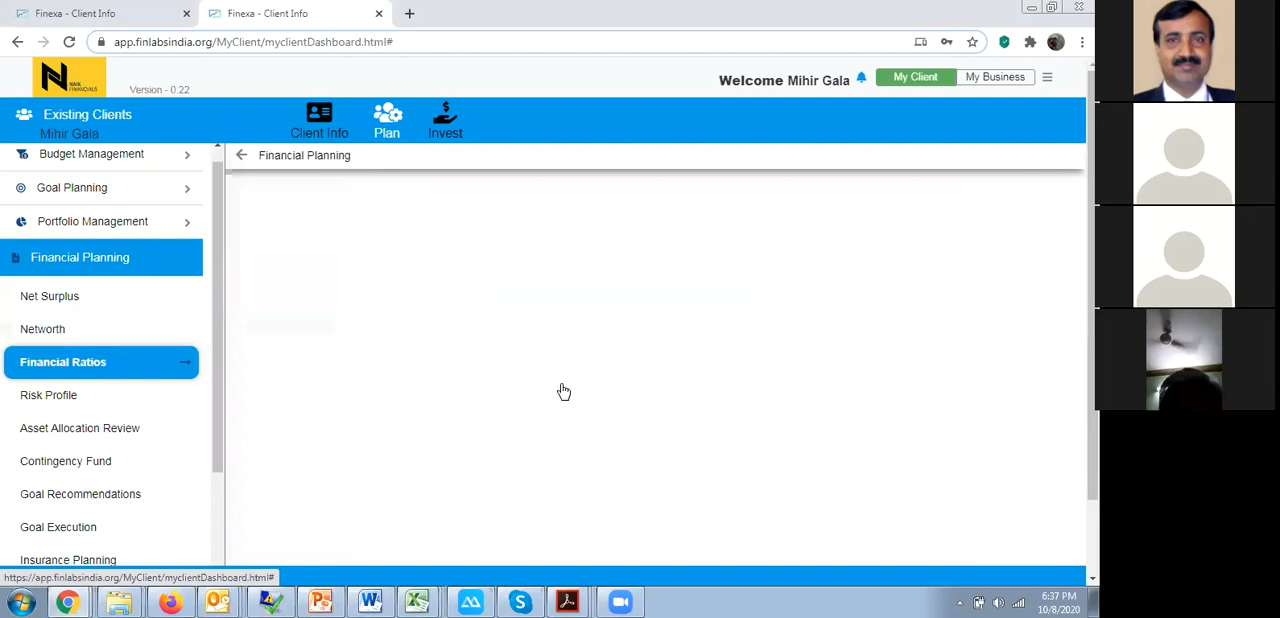 Finexa - Client Info
Finexa - Client Info
app.finlabsindia.org/MyClient/myclientDashboard.html#
N
NAIK
FINANCIALS
Version - 0.22
Welcome Mihir Gala
My Client
My Business
Existing Clients
Mihir Gala
Client Info
Plan
Invest
Budget Management
Financial Planning
Goal Planning
Portfolio Management
Financial Planning
Net Surplus
Networth
Financial Ratios
Risk Profile
Asset Allocation Review
Contingency Fund
Goal Recommendations
Goal Execution
Insurance Planning
https://app.finlabsindia.org/MyClient/myclientDashboard.html#
6:37 PM
10/8/2020